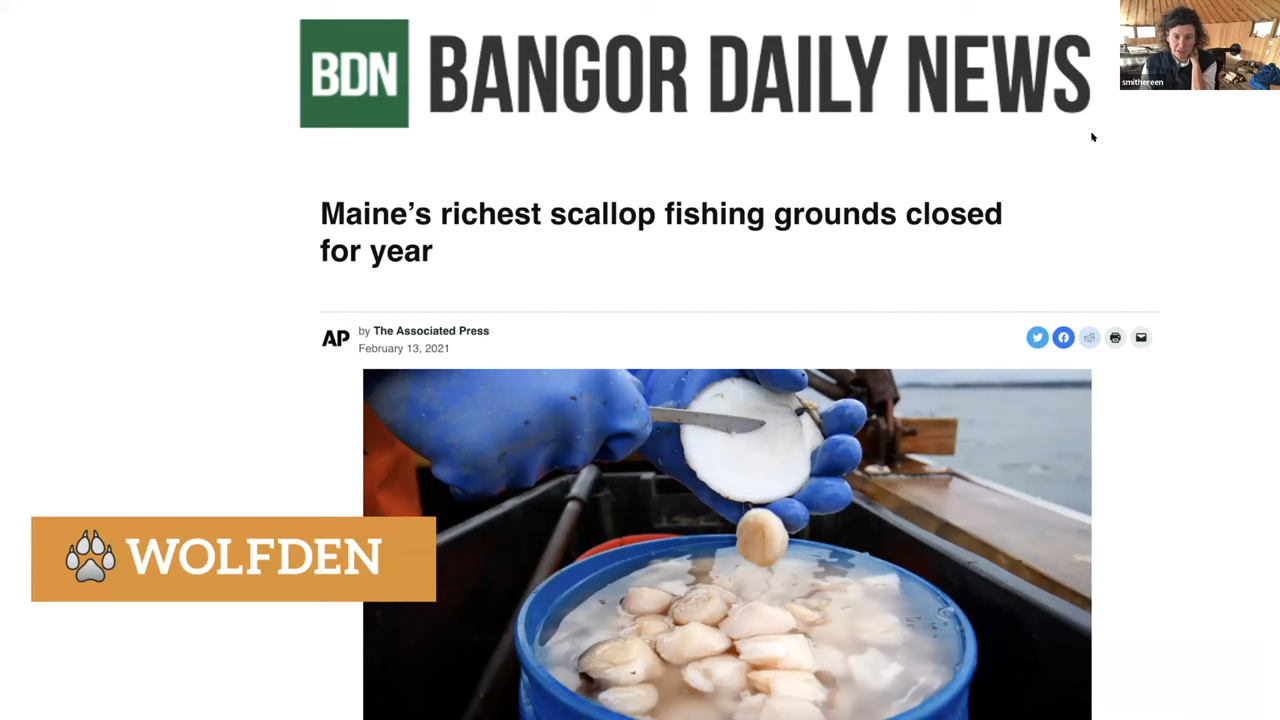 BDN BANGOR DAILY NEWS
smithereen
Maine's richest scallop fishing grounds closed
for year
AP by The Associated Press
February 13, 2021
WOLFDEN